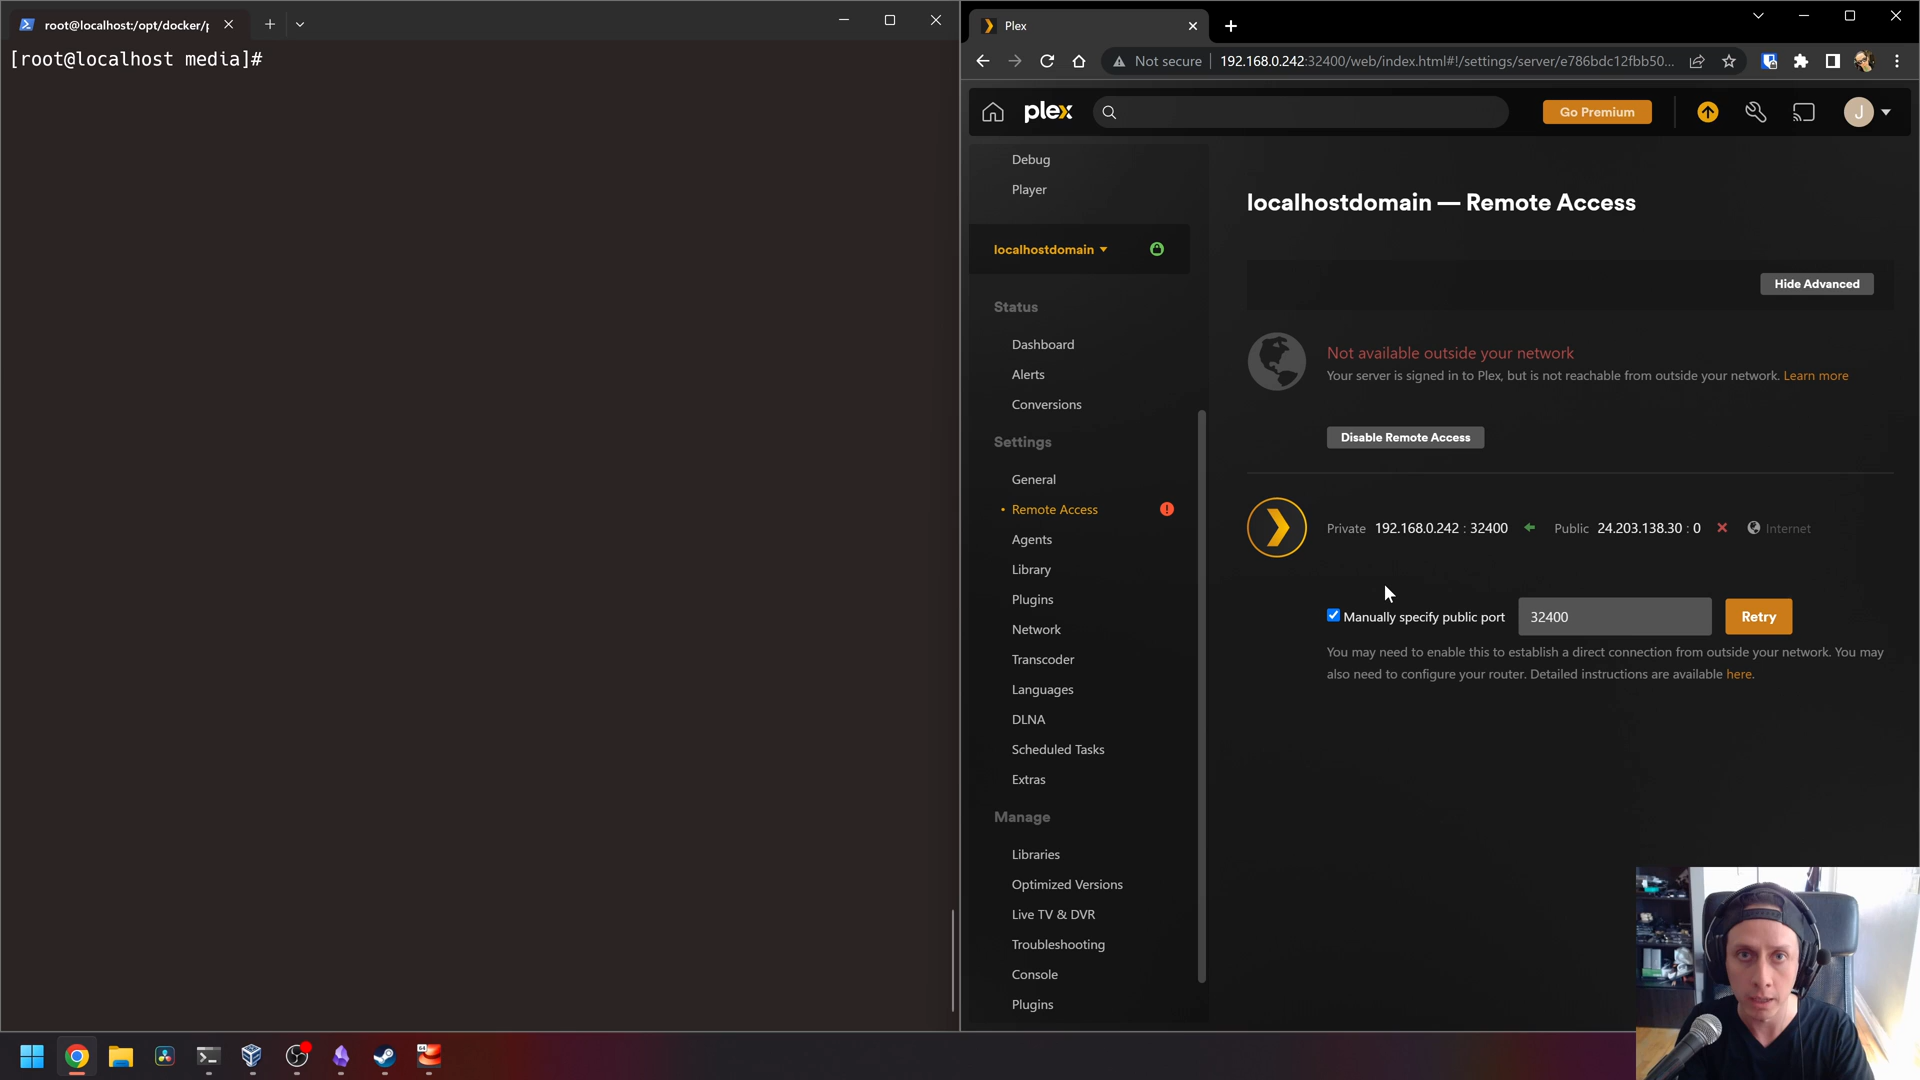 root@localhost:/opt/docker/p
[root@localhost media]#
Plex
Not secure
192.168.0.242:32400/web/index.html#!/settings/server/e786bdc12fbb50...
plex
Go Premium
J
Debug
Player
localhostdomain
Status
Dashboard
Alerts
Conversions
Settings
General
Remote Access
Agents
Library
Plugins
Network
Transcoder
Languages
DLNA
Scheduled Tasks
Extras
Manage
Libraries
Optimized Versions
Live TV & DVR
Troubleshooting
Console
Plugins
localhostdomain — Remote Access
Hide Advanced
Not available outside your network
Your server is signed in to Plex, but is not reachable from outside your network. Learn more
Disable Remote Access
Private 192.168.0.242 : 32400 Public 24.203.138.30 : 0 Internet
Manually specify public port 32400 Retry
You may need to enable this to establish a direct connection from outside your network. You may
also need to configure your router. Detailed instructions are available here.
64